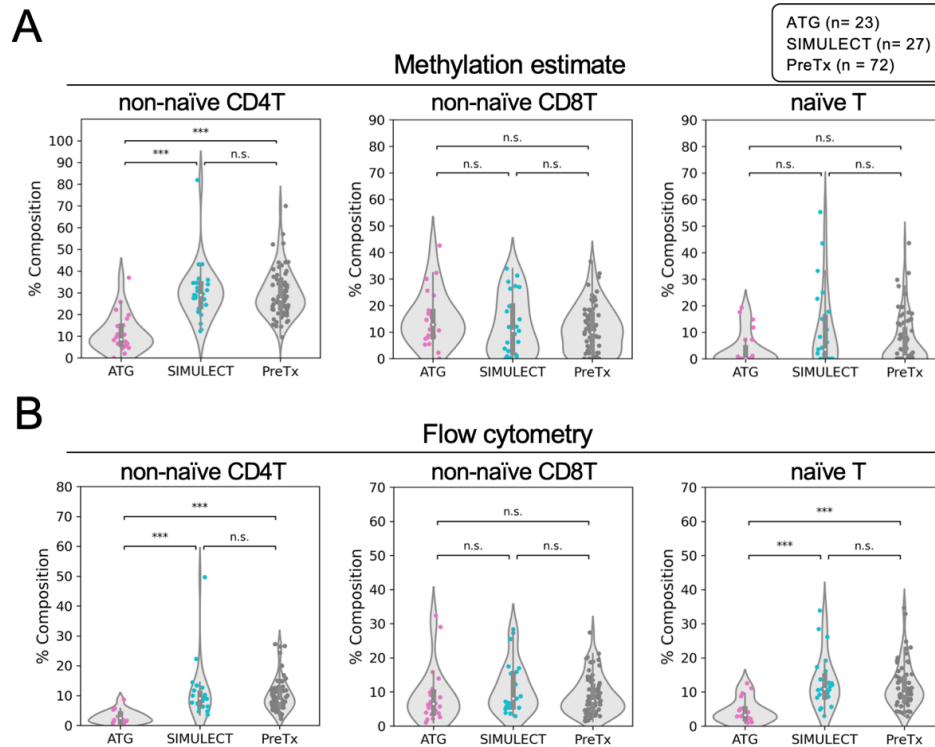 A
ATG (n= 23)
SIMULECT (n= 27)
PreTx (n = 72)
Methylation estimate
non-naïve CD4T
non-naïve CD8T
naïve T
% Composition
100
90
80
70
60
50
40
30
20
10
0
***
***
n.s.
ATG
SIMULECT
PreTx
% Composition
90
80
70
60
50
40
30
20
10
0
n.s.
n.s.
n.s.
ATG
SIMULECT
PreTx
% Composition
90
80
70
60
50
40
30
20
10
0
n.s.
n.s.
n.s.
ATG
SIMULECT
PreTx
B
Flow cytometry
non-naïve CD4T
non-naïve CD8T
naïve T
% Composition
80
70
60
50
40
30
20
10
0
***
***
n.s.
ATG
SIMULECT
PreTx
% Composition
70
60
50
40
30
20
10
0
n.s.
n.s.
n.s.
ATG
SIMULECT
PreTx
% Composition
70
60
50
40
30
20
10
0
***
***
n.s.
ATG
SIMULECT
PreTx